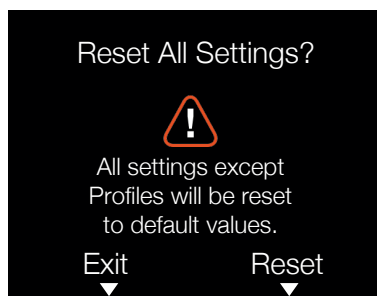 Reset All Settings?
!
All settings except
Profiles will be reset
to default values.
Exit Reset